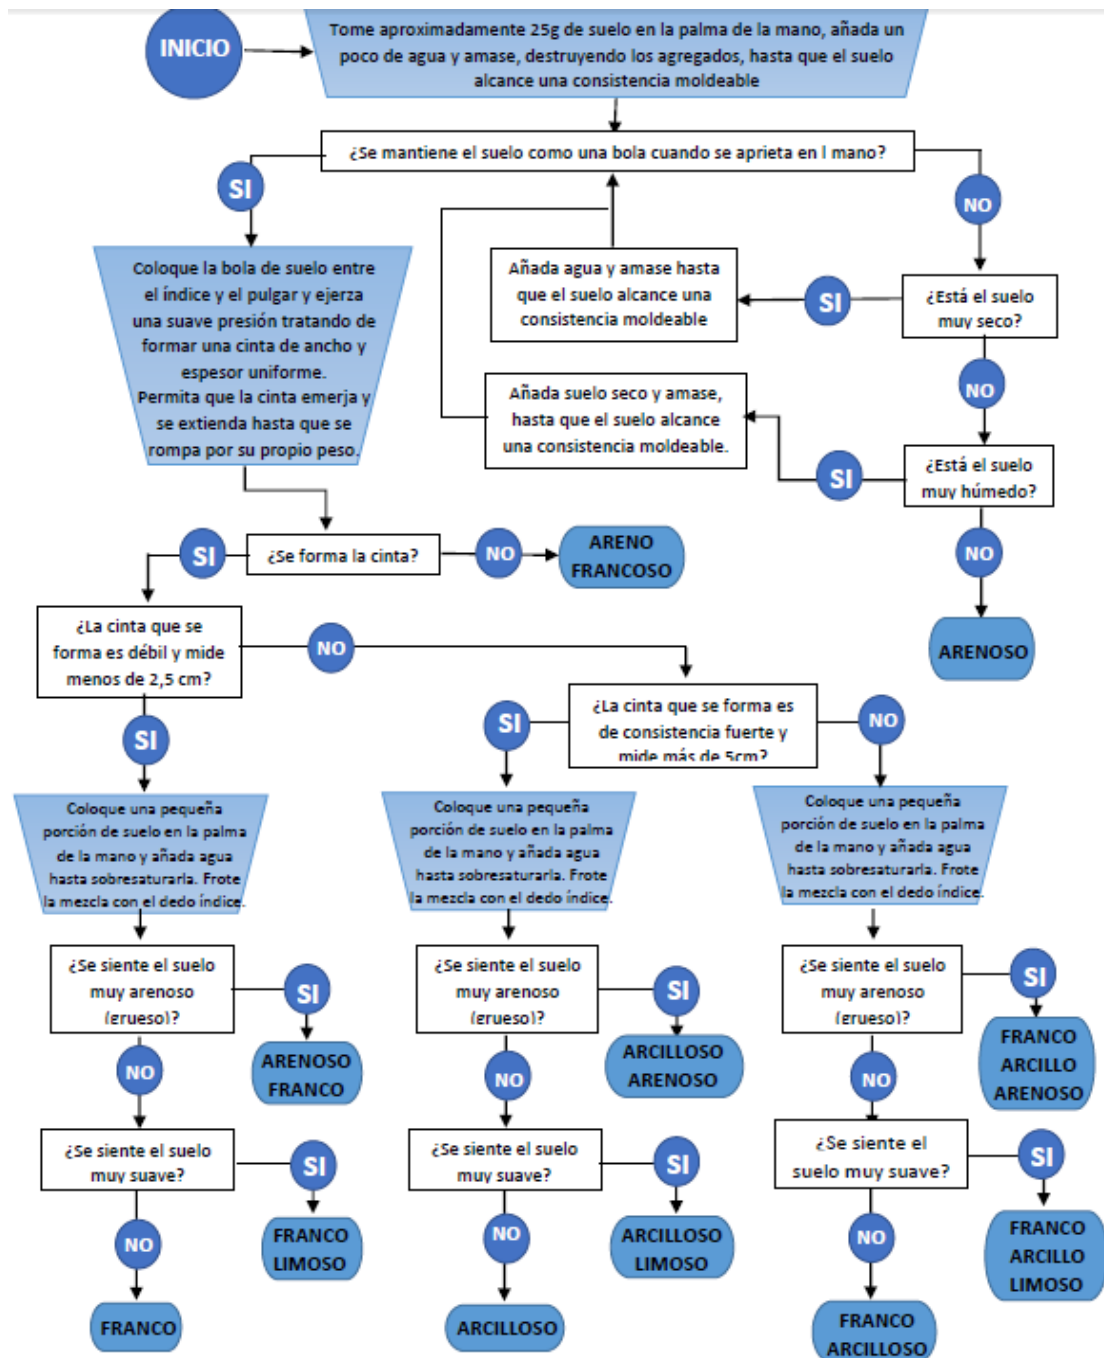 INICIO
Tome aproximadamente 25g de suelo en la palma de la mano, añada un
poco de agua y amase, destruyendo los agregados, hasta que el suelo
alcance una consistencia moldeable
¿Se mantiene el suelo como una bola cuando se aprieta en l mano?
SI
NO
Coloque la bola de suelo entre
el índice y el pulgar y ejerza
una suave presión tratando de
formar una cinta de ancho y
espesor uniforme.
Permita que la cinta emerja y
se extienda hasta que se
rompa por su propio peso.
Añada agua y amase hasta
que el suelo alcance una
consistencia moldeable
SI
¿Está el suelo
muy seco?
NO
Añada suelo seco y amase,
hasta que el suelo alcance
una consistencia moldeable.
SI
¿Está el suelo
muy húmedo?
NO
ARENOSO
SI
¿Se forma la cinta?
NO
ARENO
FRANCOSO
¿La cinta que se
forma es débil y mide
menos de 2,5 cm?
NO
SI
SI
¿La cinta que se forma es
de consistencia fuerte y
mide más de 5cm?
NO
Coloque una pequeña
porción de suelo en la palma
de la mano y añada agua
hasta sobresaturarla. Frote
la mezcla con el dedo índice.
Coloque una pequeña
porción de suelo en la palma
de la mano y añada agua
hasta sobresaturarla. Frote
la mezcla con el dedo índice.
Coloque una pequeña
porción de suelo en la palma
de la mano y añada agua
hasta sobresaturarla. Frote
la mezcla con el dedo índice.
¿Se siente el suelo
muy arenoso
(grueso)?
SI
ARENOSO
FRANCO
NO
¿Se siente el suelo
muy suave?
SI
FRANCO
LIMOSO
NO
FRANCO
¿Se siente el suelo
muy arenoso
(grueso)?
SI
ARCILLOSO
ARENOSO
NO
¿Se siente el suelo
muy suave?
SI
ARCILLOSO
LIMOSO
NO
ARCILLOSO
¿Se siente el suelo
muy arenoso
(grueso)?
SI
FRANCO
ARCILLO
ARENOSO
NO
¿Se siente el
suelo muy suave?
SI
FRANCO
ARCILLO
LIMOSO
NO
FRANCO
ARCILLOSO